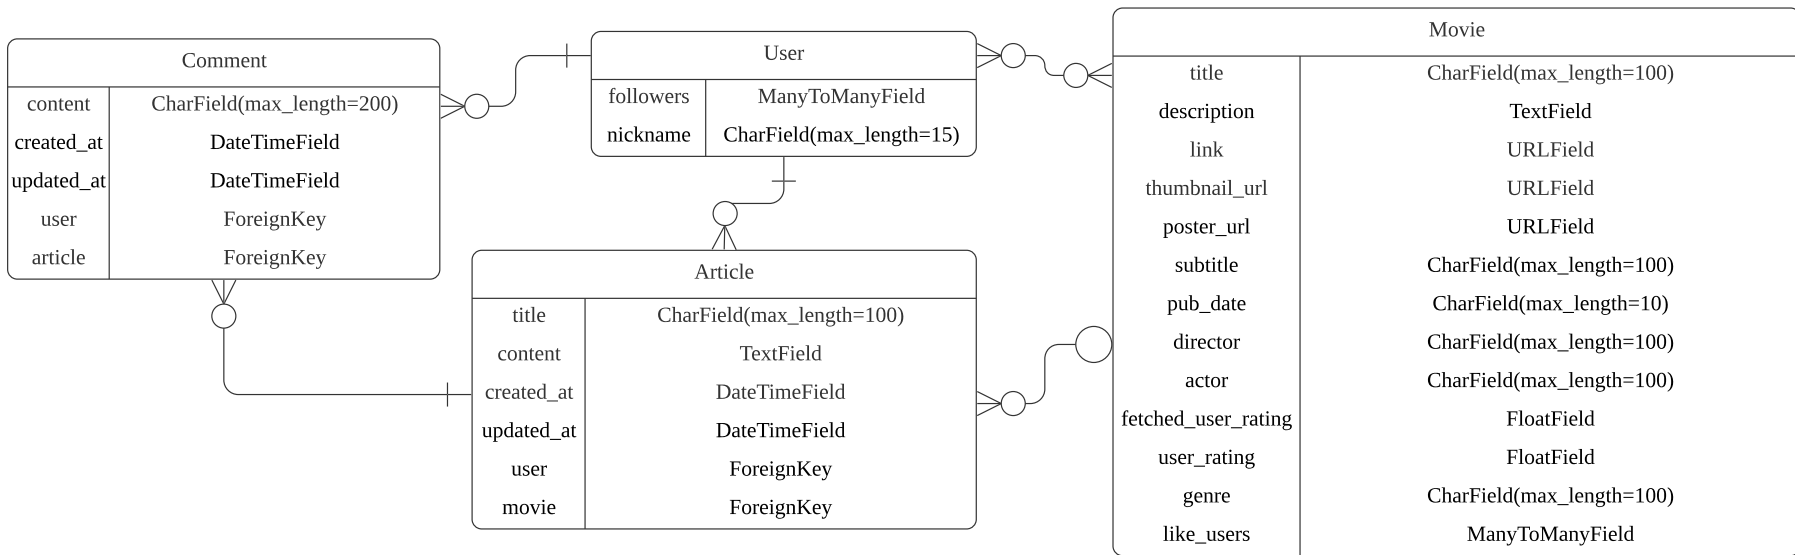 Comment
content CharField(max_length=200)
created_at DateTimeField
updated_at DateTimeField
user ForeignKey
article ForeignKey
User
followers ManyToManyField
nickname CharField(max_length=15)
Article
title CharField(max_length=100)
content TextField
created_at DateTimeField
updated_at DateTimeField
user ForeignKey
movie ForeignKey
Movie
title CharField(max_length=100)
description TextField
link URLField
thumbnail_url URLField
poster_url URLField
subtitle CharField(max_length=100)
pub_date CharField(max_length=10)
director CharField(max_length=100)
actor CharField(max_length=100)
fetched_user_rating FloatField
user_rating FloatField
genre CharField(max_length=100)
like_users ManyToManyField